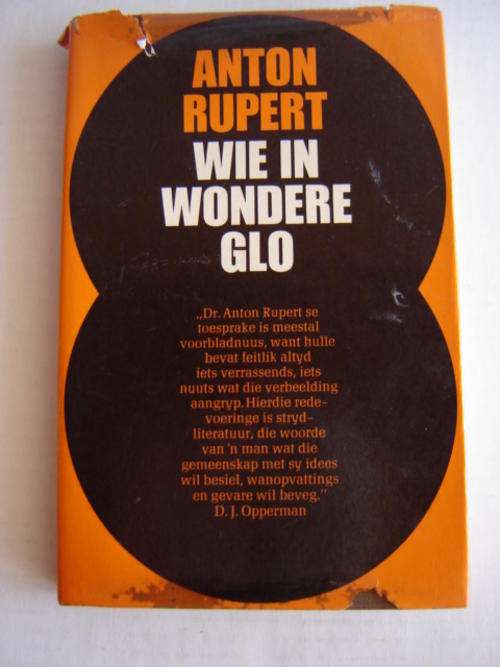 ANTON
RUPERT
WIE IN
WONDERE
GLO
„Dr. Anton Rupert se
toesprake is meestal
voorbladnuus, want hulle
bevat feitlik altyd
iets verrassends, iets
nuuts wat die verbeelding
aangryp. Hierdie rede-
voeringe is stryd-
literatuur, die woorde
van 'n man wat die
gemeenskap met sy idees
wil besiel, wanopvattings
en gevare wil beveg.”
D. J. Opperman